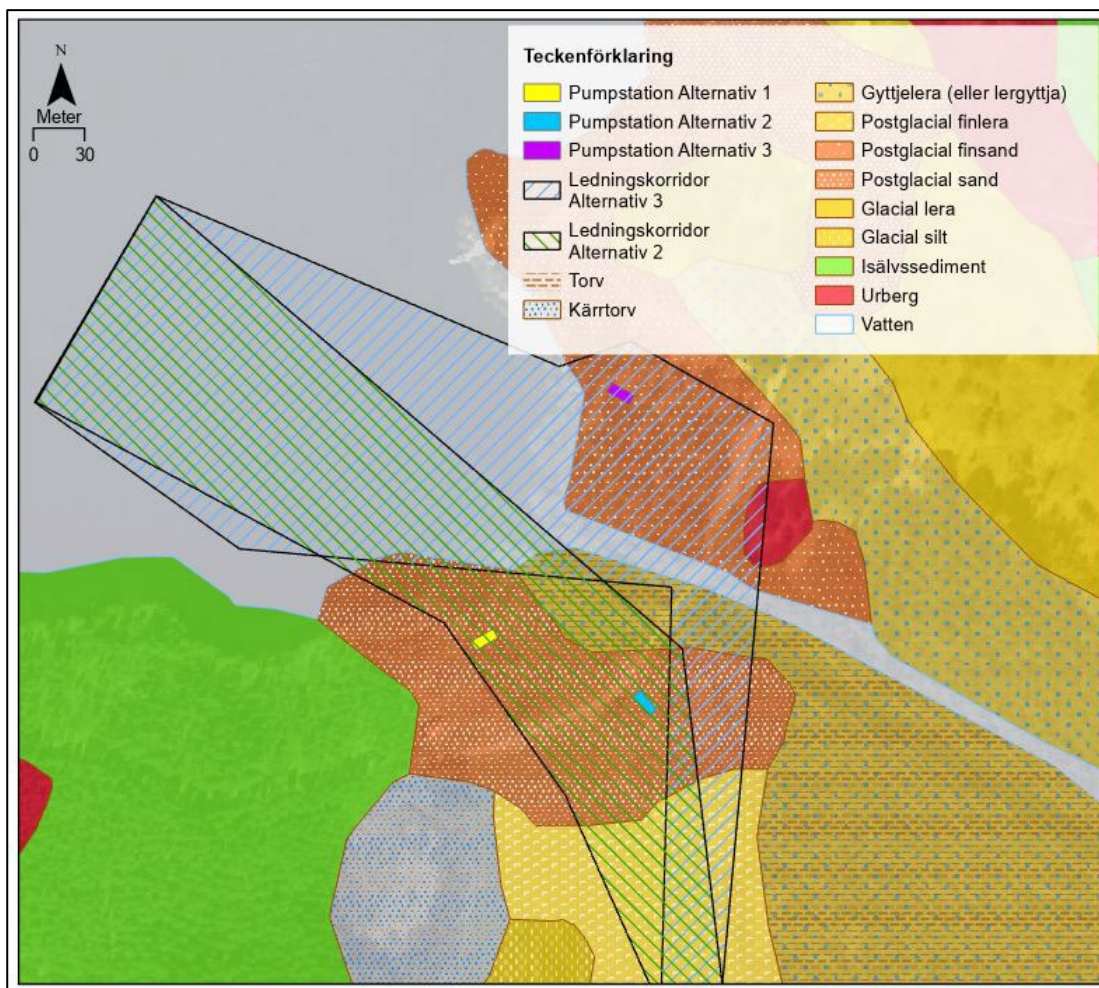 N
Meter
0 30
Teckenförklaring
Pumpstation Alternativ 1
Pumpstation Alternativ 2
Pumpstation Alternativ 3
Ledningskorridor
Alternativ 3
Ledningskorridor
Alternativ 2
Torv
Kärrtorv
Gyttjelera (eller lergyttja)
Postglacial finlera
Postglacial finsand
Postglacial sand
Glacial lera
Glacial silt
Isälvssediment
Urberg
Vatten